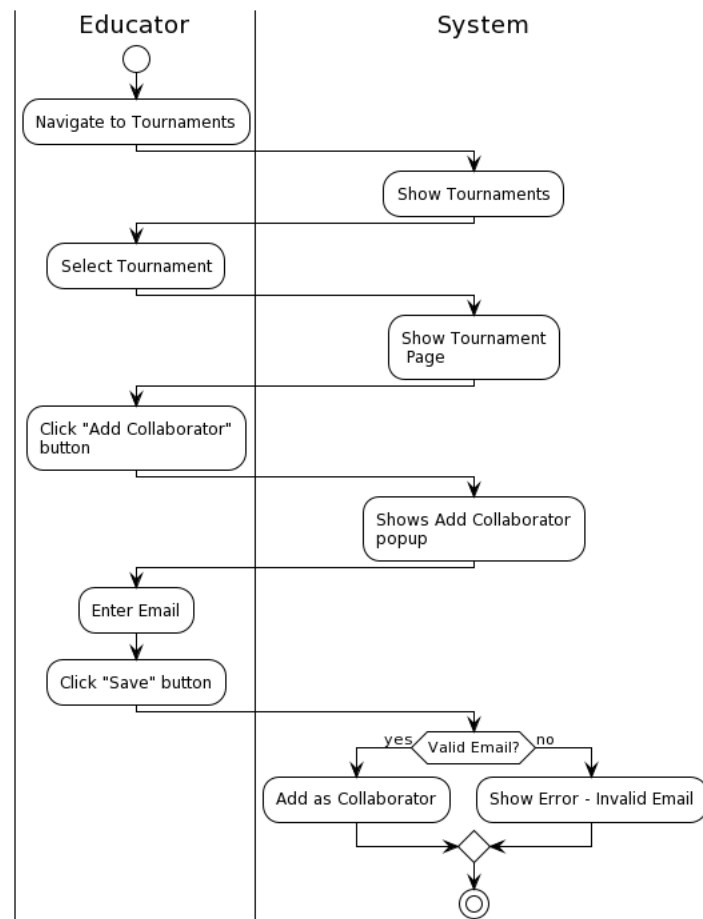 Educator
System
Navigate to Tournaments
Show Tournaments
Select Tournament
Show Tournament
Page
Click "Add Collaborator"
button
Shows Add Collaborator
popup
Enter Email
Click "Save" button
yes
Valid Email?
no
Add as Collaborator
Show Error - Invalid Email